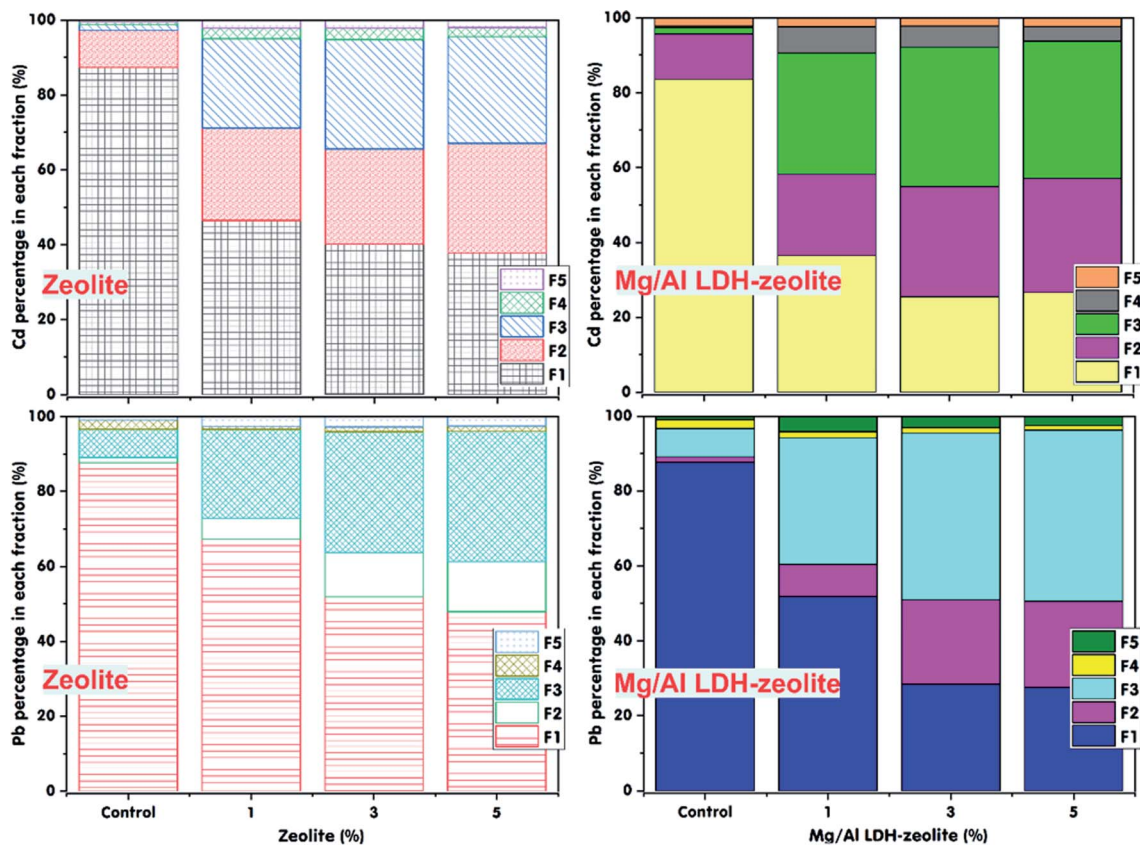 Cd percentage in each fraction (%)
100
80
60
40
20
0
Zeolite
F5
F4
F3
F2
F1
Cd percentage in each fraction (%)
100
80
60
40
20
0
Mg/Al LDH-zeolite
F5
F4
F3
F2
F1
Pb percentage in each fraction (%)
100
80
60
40
20
0
Zeolite
F5
F4
F3
F2
F1
Control 1 3 5
Zeolite (%)
Pb percentage in each fraction (%)
100
80
60
40
20
0
Mg/Al LDH-zeolite
F5
F4
F3
F2
F1
Control 1 3 5
Mg/Al LDH-zeolite (%)